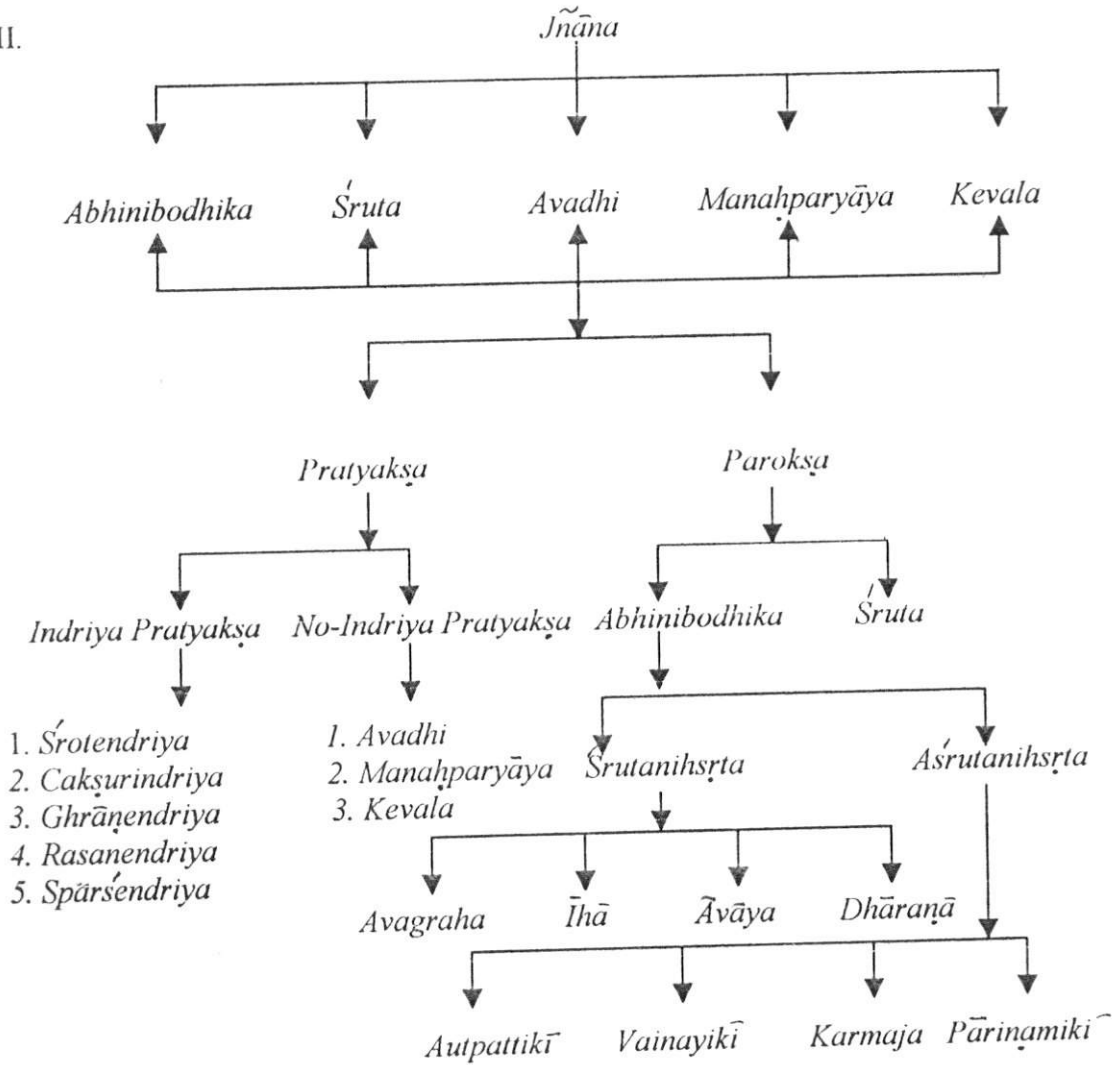 II.
Jñāna
Abhinibodhika Śruta Avadhi Manaḥparyāya Kevala
Pratyakṣa Parokṣa
Indriya Pratyakṣa No-Indriya Pratyakṣa Abhinibodhika Śruta
1. Śrotendriya
2. Cakṣurindriya
3. Ghrāṇendriya
4. Rasaṇendriya
5. Spārśendriya
1. Avadhi
2. Manaḥparyāya
3. Kevala
Śrutanihsṛta Aśrutanihsṛta
Avagraha Īhā Āvāya Dhāraṇā
Autpattikī Vainayikī Karmaja Pāriṇamikī